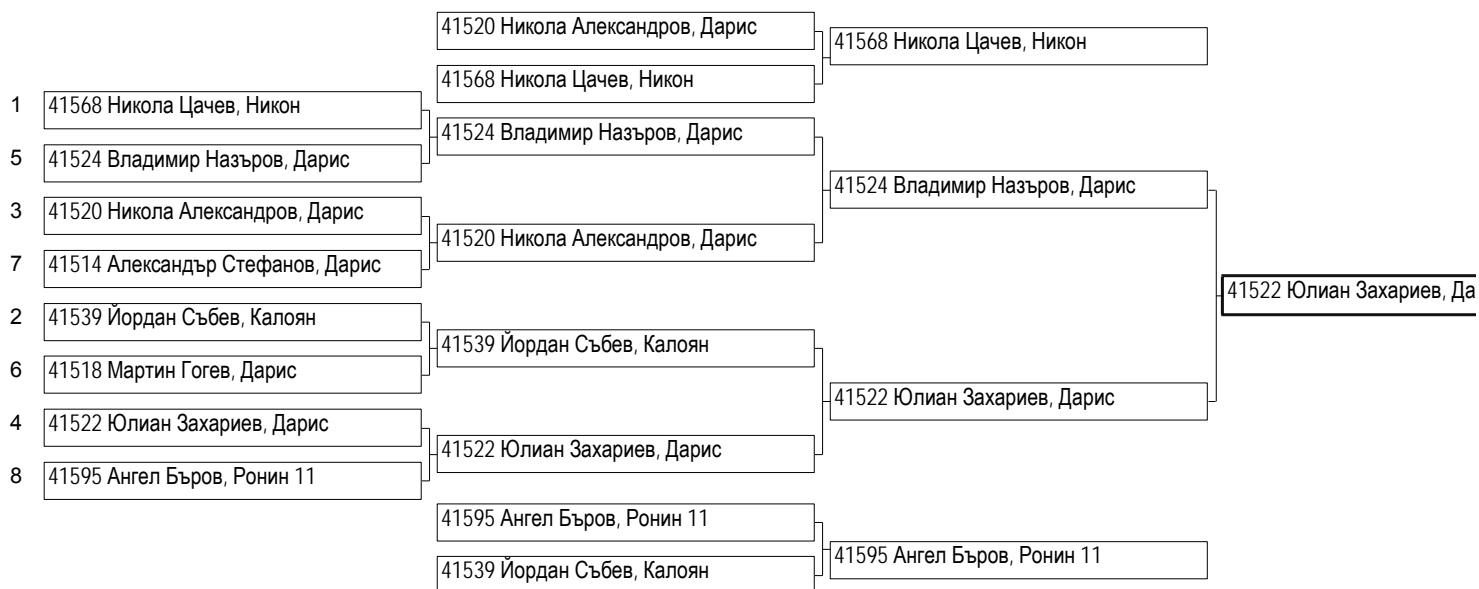 41520 Никола Александров, Дарис
41568 Никола Цачев, Никон
41568 Никола Цачев, Никон
1 41568 Никола Цачев, Никон
41524 Владимир Назъров, Дарис
5 41524 Владимир Назъров, Дарис
41524 Владимир Назъров, Дарис
3 41520 Никола Александров, Дарис
41520 Никола Александров, Дарис
7 41514 Александър Стефанов, Дарис
41522 Юлиан Захариев, Да
2 41539 Йордан Събев, Калоян
41539 Йордан Събев, Калоян
6 41518 Мартин Гогев, Дарис
41522 Юлиан Захариев, Дарис
4 41522 Юлиан Захариев, Дарис
41522 Юлиан Захариев, Дарис
8 41595 Ангел Бъров, Ронин 11
41595 Ангел Бъров, Ронин 11
41595 Ангел Бъров, Ронин 11
41539 Йордан Събев, Калоян